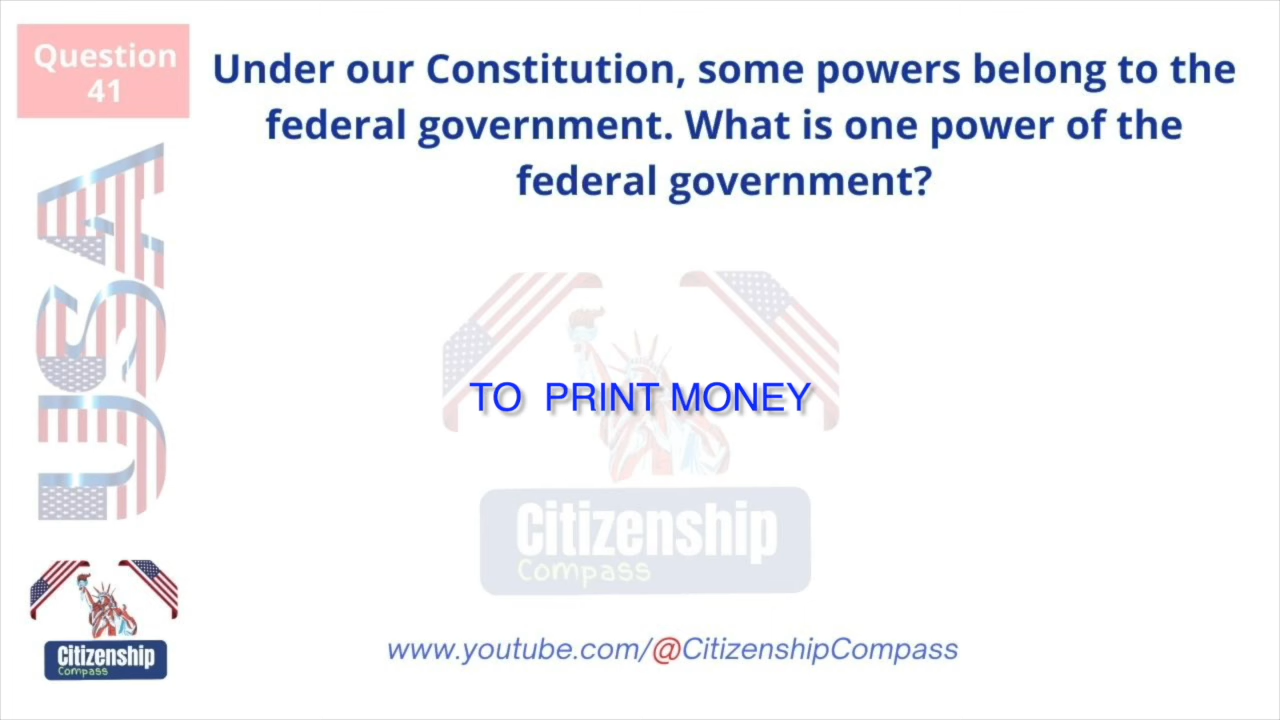 Question
41
Under our Constitution, some powers belong to the
federal government. What is one power of the
federal government?
USA
TO PRINT MONEY
Citizenship
Compass
Citizenship
Compass
www.youtube.com/@CitizenshipCompass